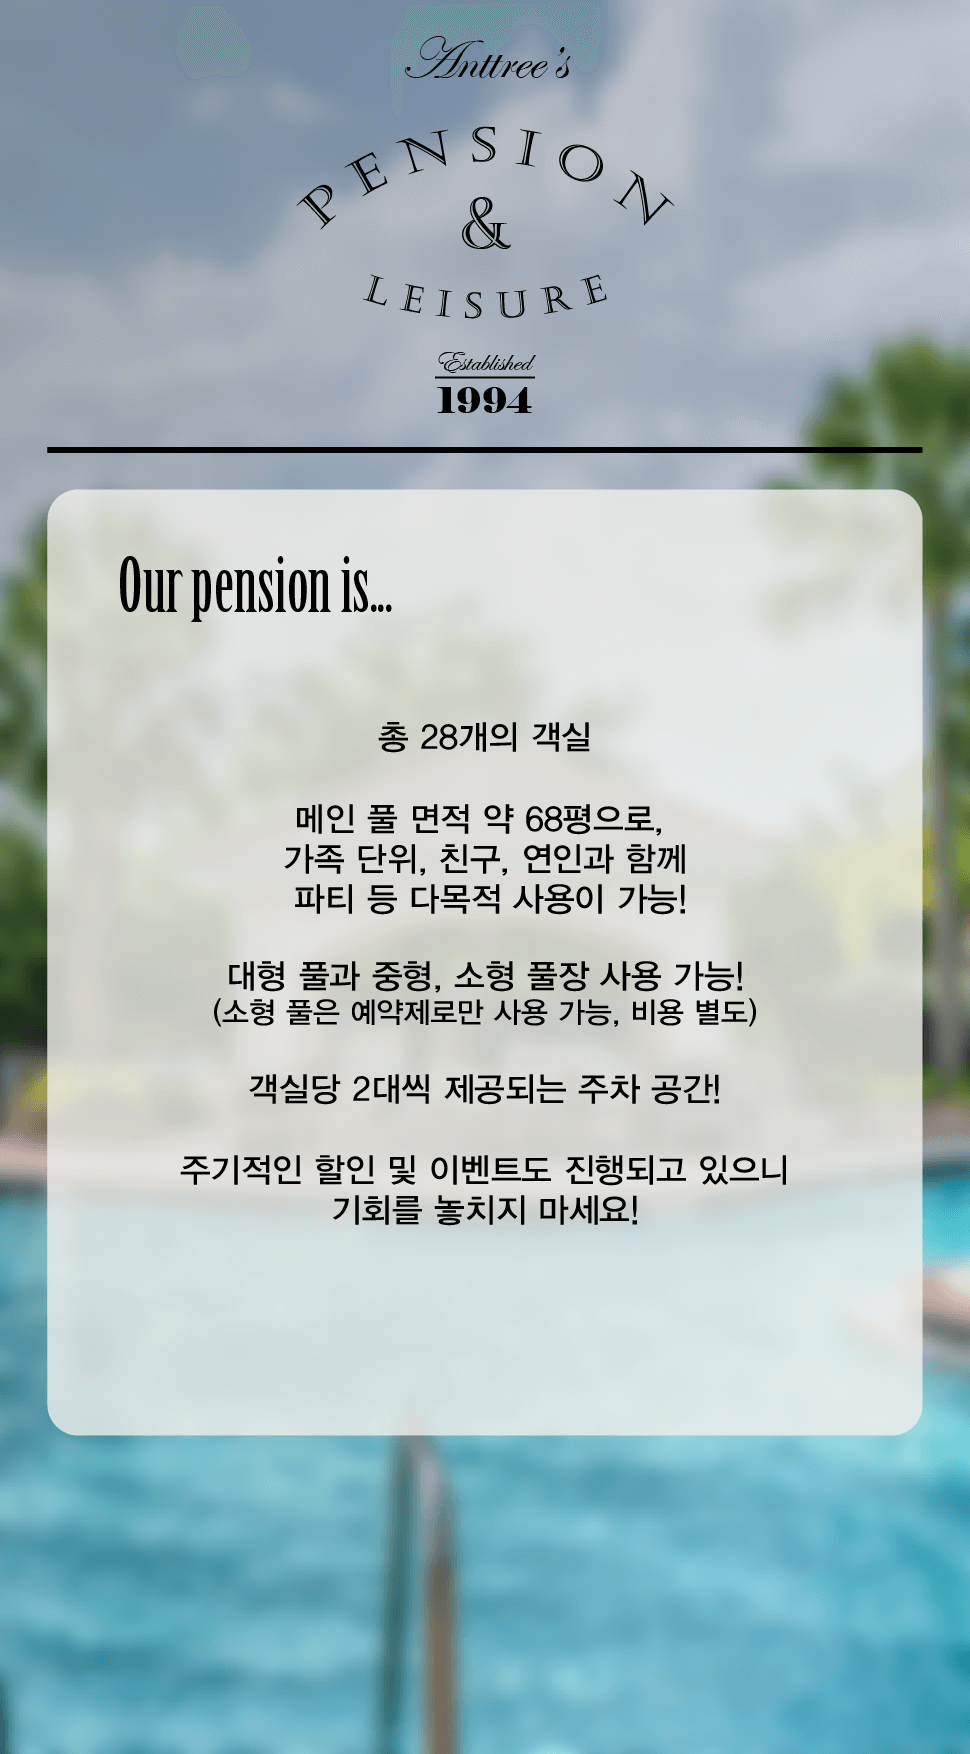 Anttree's
PENSION
&
LEISURE
Established
1994
Our pension is...
총 28개의 객실
메인 풀 면적 약 68평으로,
가족 단위, 친구, 연인과 함께
파티 등 다목적 사용이 가능!
대형 풀과 중형, 소형 풀장 사용 가능!
(소형 풀은 예약제로만 사용 가능, 비용 별도)
객실당 2대씩 제공되는 주차 공간!
주기적인 할인 및 이벤트도 진행되고 있으니
기회를 놓치지 마세요!